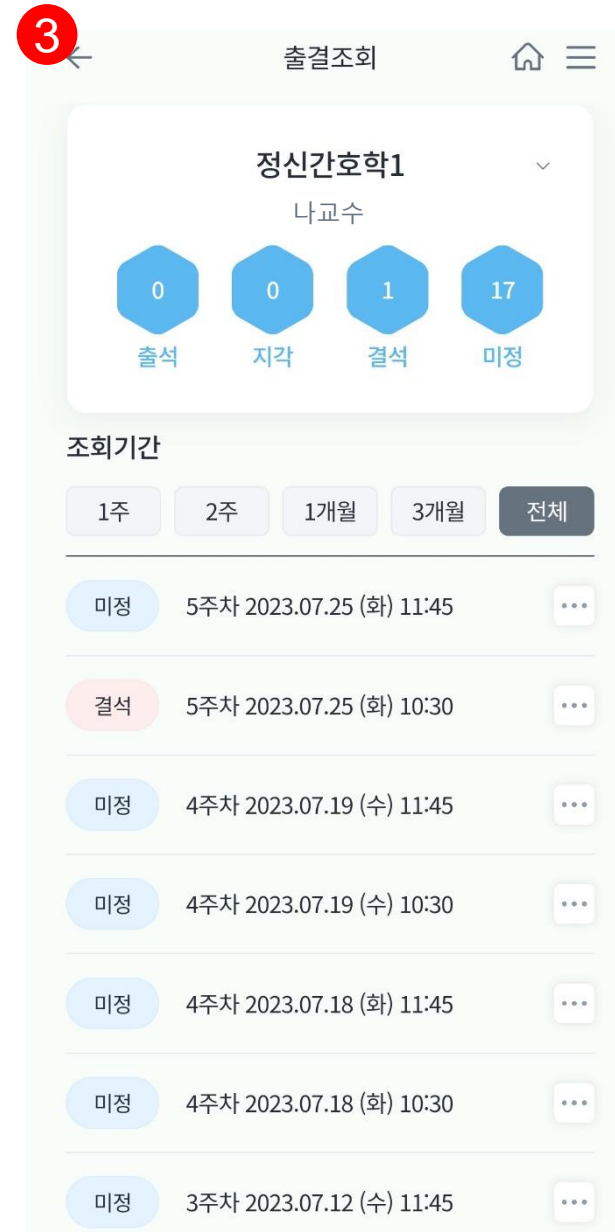 3
출결조회
정신간호학1
나교수
0 0 1 17
출석 지각 결석 미정
조회기간
1주 2주 1개월 3개월 전체
미정 5주차 2023.07.25 (화) 11:45
결석 5주차 2023.07.25 (화) 10:30
미정 4주차 2023.07.19 (수) 11:45
미정 4주차 2023.07.19 (수) 10:30
미정 4주차 2023.07.18 (화) 11:45
미정 4주차 2023.07.18 (화) 10:30
미정 3주차 2023.07.12 (수) 11:45